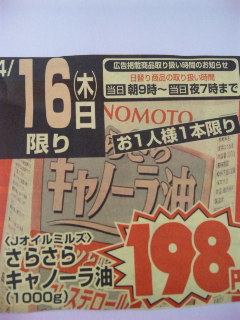 4/16(木)日
限り
広告掲載商品取り扱い時間のお知らせ
日替り商品の取り扱い時間
当日 朝9時〜当日 夜7時まで
お1人様1本限り
NOMOTO
さらさら
キャノーラ油
〈Jオイルミルズ〉
さらさら
キャノーラ油
(1000g)
198円
ステロール